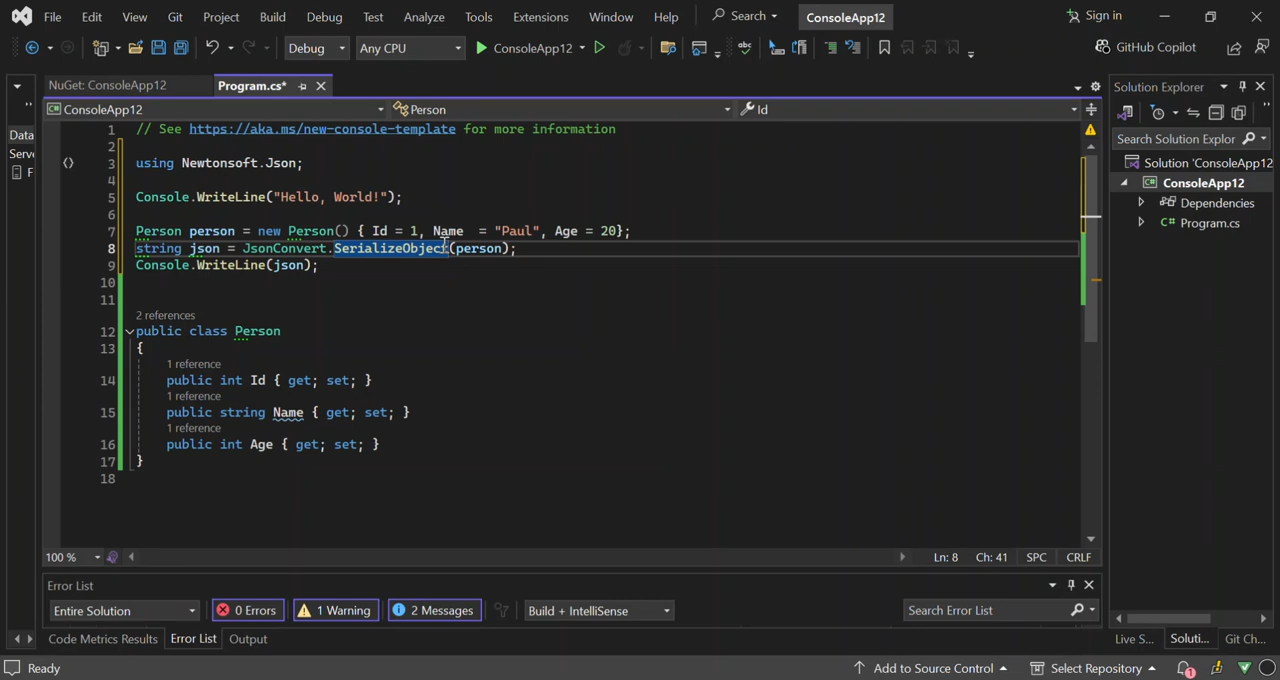 File Edit View Git Project Build Debug Test Analyze Tools Extensions Window Help Search ConsoleApp12 Sign in
Debug Any CPU ConsoleApp12 GitHub Copilot
NuGet: ConsoleApp12 Program.cs* Solution Explorer
ConsoleApp12 Person Id
Data
Serve
F
1 // See https://aka.ms/new-console-template for more information
2
3 using Newtonsoft.Json;
4
5 Console.WriteLine("Hello, World!");
6
7 Person person = new Person() { Id = 1, Name  = "Paul", Age = 20};
8 string json = JsonConvert.SerializeObject(person);
9 Console.WriteLine(json);
10
11
2 references
12 public class Person
13 {
1 reference
14 public int Id { get; set; }
1 reference
15 public string Name { get; set; }
1 reference
16 public int Age { get; set; }
17 }
18
100 % Ln: 8 Ch: 41 SPC CRLF
Search Solution Explor
Solution 'ConsoleApp12
ConsoleApp12
Dependencies
C# Program.cs
Error List
Entire Solution 0 Errors 1 Warning 2 Messages Build + IntelliSense Search Error List
Code Metrics Results Error List Output Live S... Soluti... Git Ch...
Ready Add to Source Control Select Repository 1